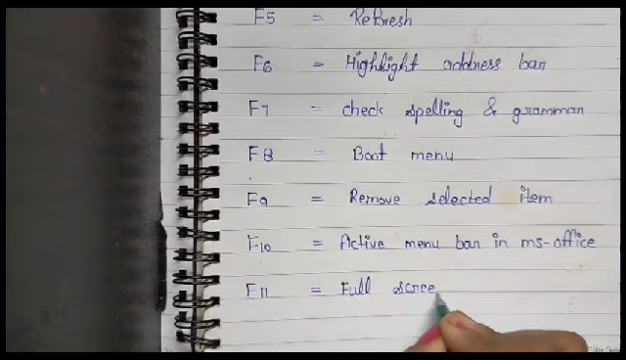 F5 = Refresh
F6 = Highlight address bar
F7 = check spelling & grammar
F8 = Boot menu
F9 = Remove selected item
F10 = Active menu bar in ms-office
F11 = Full scree